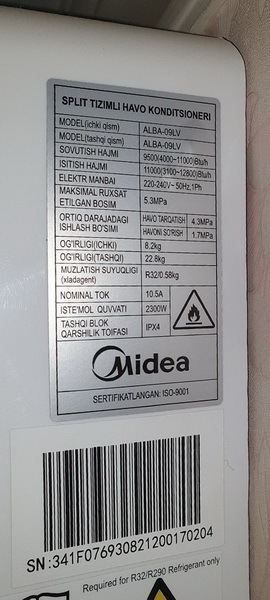 SPLIT TIZIMLI HAVO KONDITSIONERI
MODEL(ichki qism) ALBA-09LV
MODEL(tashqi qism) ALBA-09LV
SOVUTISH HAJMI 9500(4000~11000)Btu/h
ISITISH HAJMI 11000(3100~12800)Btu/h
ELEKTR MANBAI 220-240V~ 50Hz,1Ph
MAKSIMAL RUXSAT
ETILGAN BOSIM 5.3MPa
ORTIQ DARAJADAGI HAVO TARQATISH 4.3MPa
ISHLASH BO'SIMI HAVONI SO'RISH 1.7MPa
OG'IRLIGI(ICHKI) 8.2kg
OG'IRLIGI(TASHQI) 22.8kg
MUZLATISH SUYUQLIGI
(xladagent) R32/0.58kg
NOMINAL TOK 10.5A
ISTE'MOL QUVVATI 2300W
TASHQI BLOK
QARSHILIK TOIFASI IPX4
Midea
SERTIFIKATLANGAN: ISO-9001
SN:341F076930821200170204
Required for R32/R290 Refrigerant only